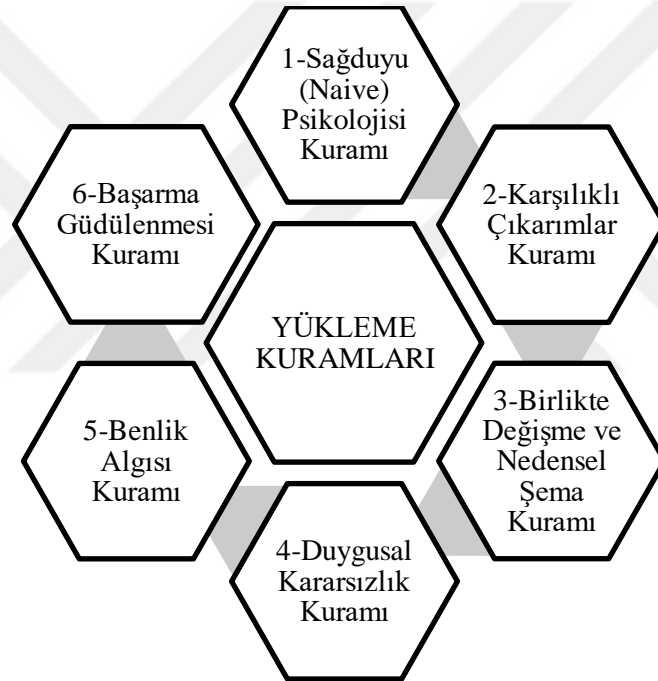 1-Sağduyu
(Naive)
Psikolojisi
Kuramı
2-Karşılıklı
Çıkarımlar
Kuramı
3-Birlikte
Değişme ve
Nedensel
Şema
Kuramı
4-Duygusal
Kararsızlık
Kuramı
5-Benlik
Algısı
Kuramı
6-Başarma
Güdülenmesi
Kuramı
YÜKLEME
KURAMLARI